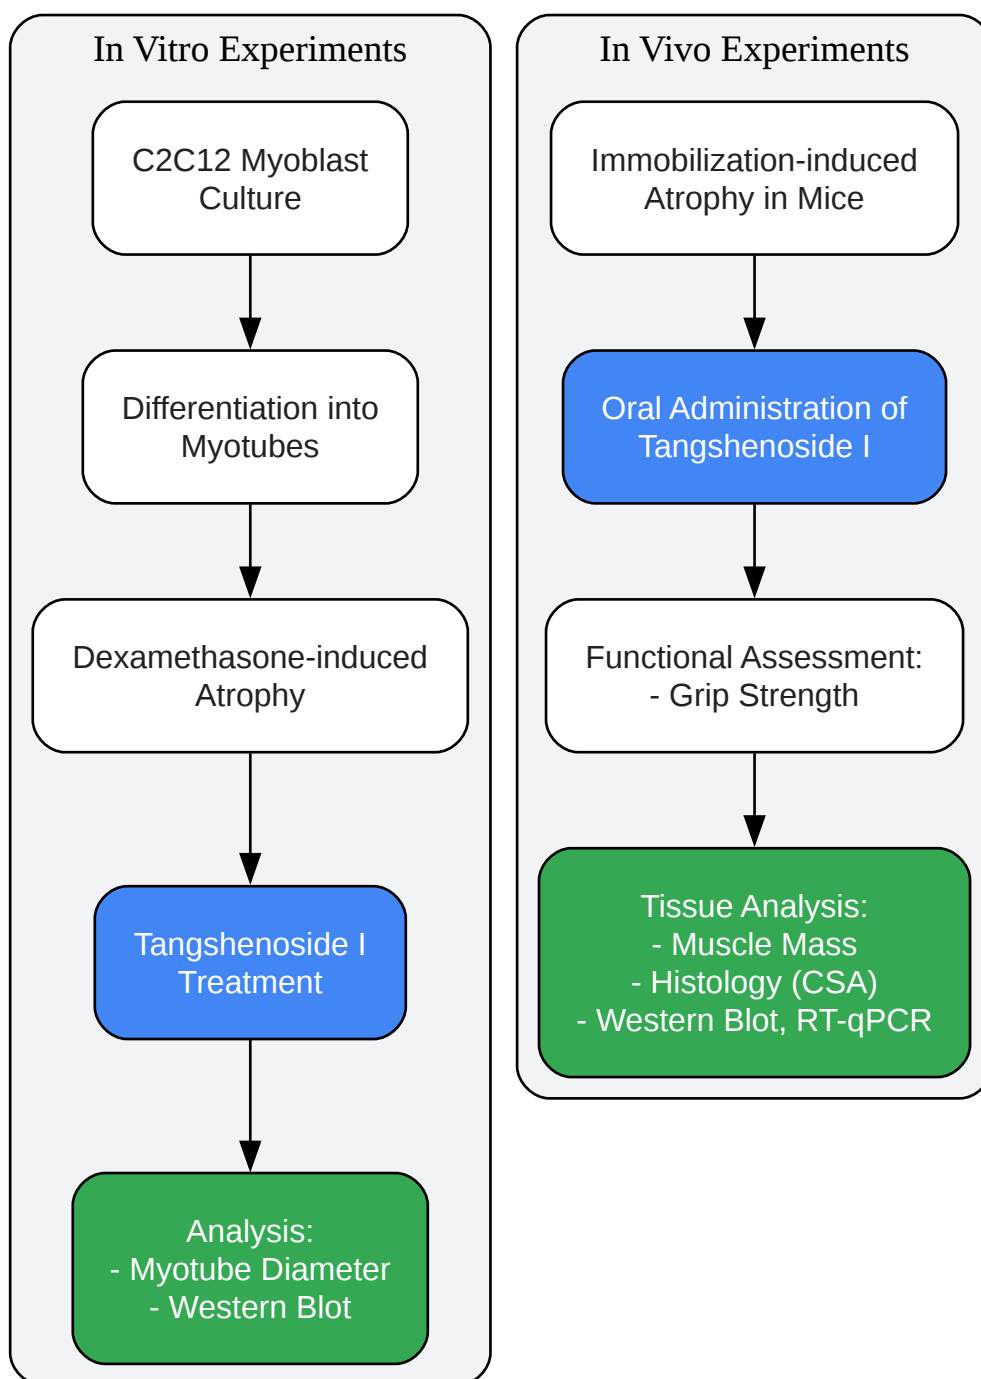 In Vitro Experiments
C2C12 Myoblast
Culture
Differentiation into
Myotubes
Dexamethasone-induced
Atrophy
Tangshenoside I
Treatment
Analysis:
- Myotube Diameter
- Western Blot
In Vivo Experiments
Immobilization-induced
Atrophy in Mice
Oral Administration of
Tangshenoside I
Functional Assessment:
- Grip Strength
Tissue Analysis:
- Muscle Mass
- Histology (CSA)
- Western Blot, RT-qPCR